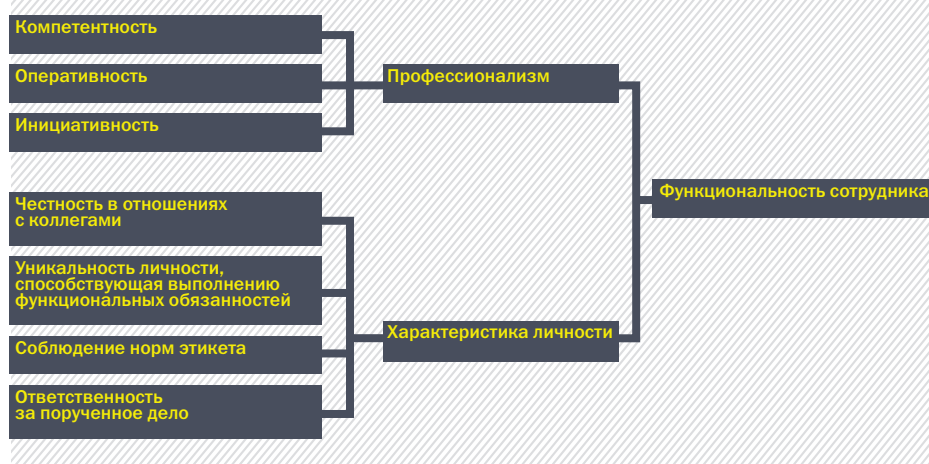 Компетентность
Оперативность
Инициативность
Профессионализм
Честность в отношениях
с коллегами
Уникальность личности,
способствующая выполнению
функциональных обязанностей
Соблюдение норм этикета
Ответственность
за порученное дело
Характеристика личности
Функциональность сотрудника